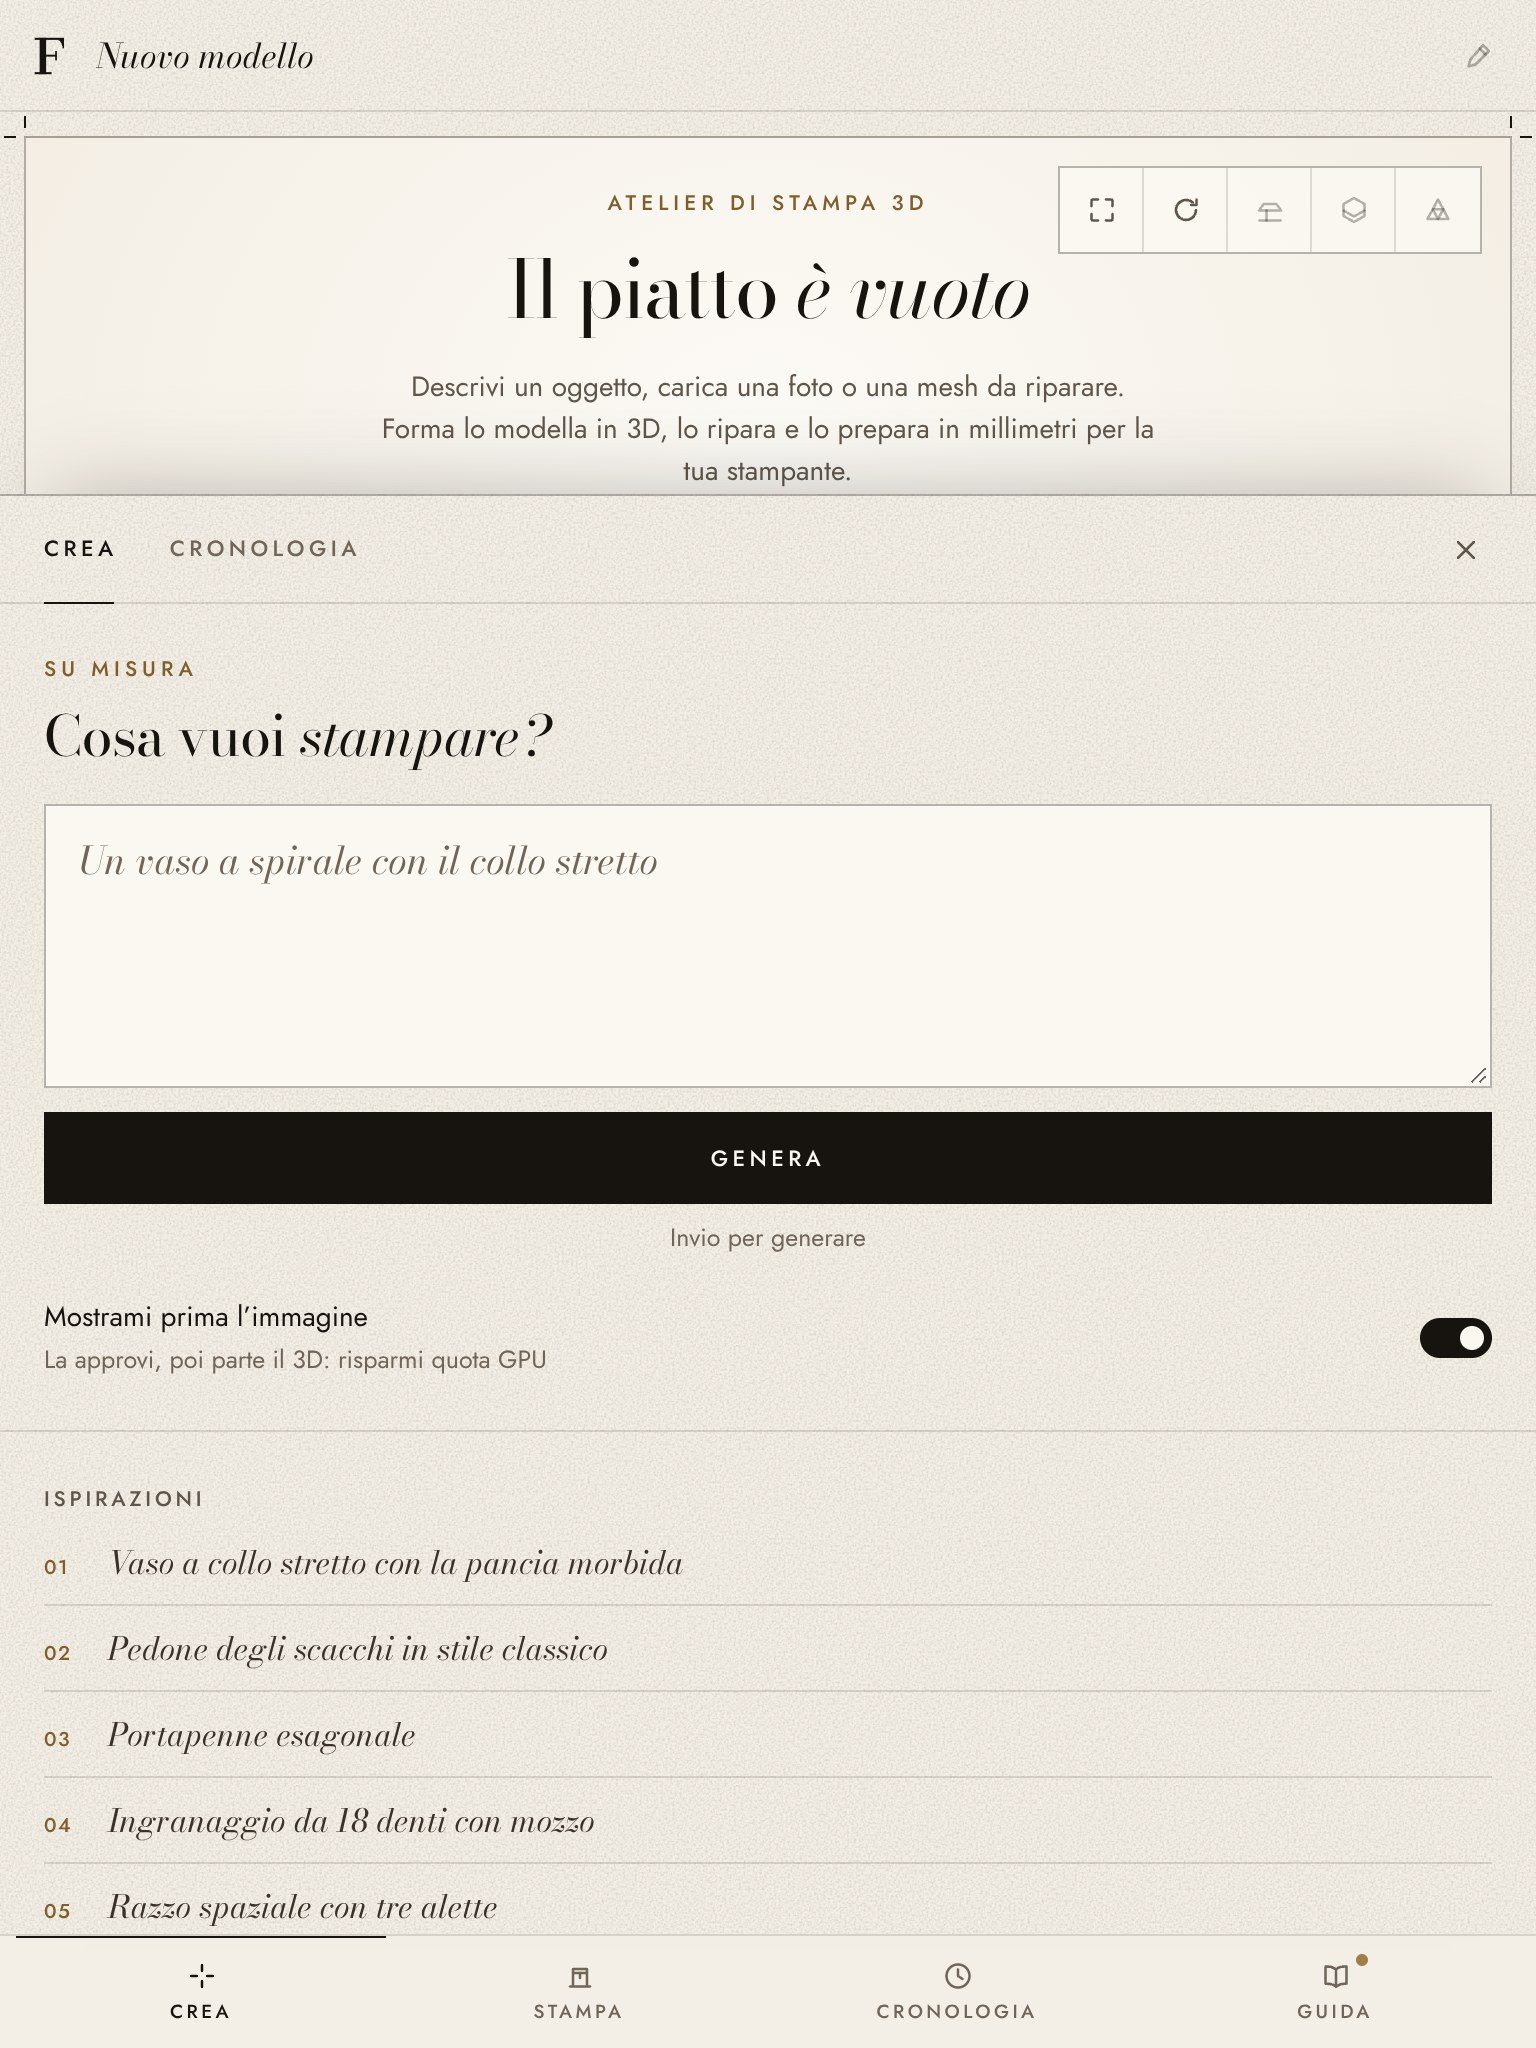 F Nuovo modello
ATELIER DI STAMPA 3D
Il piatto è vuoto
Descrivi un oggetto, carica una foto o una mesh da riparare.
Forma lo modella in 3D, lo ripara e lo prepara in millimetri per la
tua stampante.
CREA CRONOLOGIA
SU MISURA
Cosa vuoi stampare?
Un vaso a spirale con il collo stretto
GENERA
Invio per generare
Mostrami prima l’immagine
La approvi, poi parte il 3D: risparmi quota GPU
ISPIRAZIONI
01 Vaso a collo stretto con la pancia morbida
02 Pedone degli scacchi in stile classico
03 Portapenne esagonale
04 Ingranaggio da 18 denti con mozzo
05 Razzo spaziale con tre alette
CREA STAMPA CRONOLOGIA GUIDA